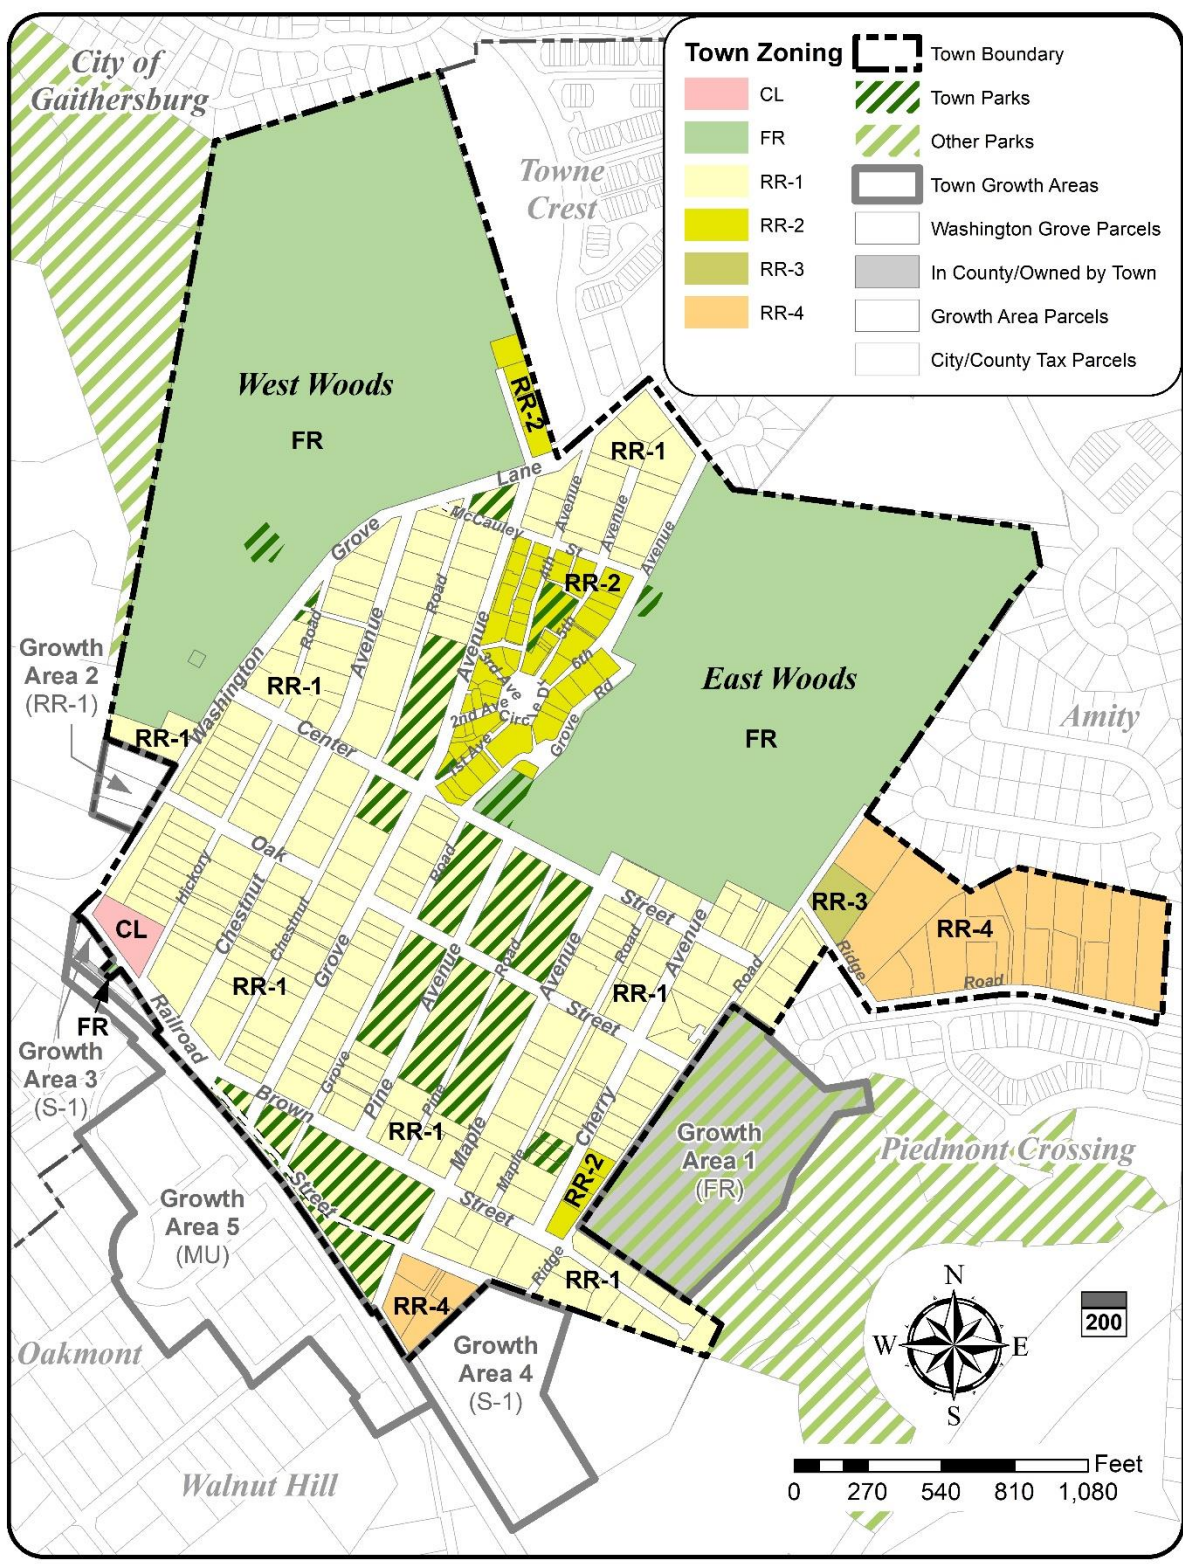 City of
Gaithersburg
Towne
Crest
Town Zoning
CL
FR
RR-1
RR-2
RR-3
RR-4
Town Boundary
Town Parks
Other Parks
Town Growth Areas
Washington Grove Parcels
In County/Owned by Town
Growth Area Parcels
City/County Tax Parcels
West Woods
FR
RR-2
RR-1
Lane
Grove
Washington
McCauley
St
Avenue
Avenue
Avenue
4th
RR-2
5th
6th
3rd Ave
2nd Ave
1st Ave
Circle Dr
Grove
Rd
Avenue
Road
Avenue
Road
RR-1
Center
East Woods
FR
Amity
Growth
Area 2
(RR-1)
RR-1
Oak
Hickory
Chestnut
Chestnut
Grove
Road
Avenue
Road
Avenue
Street
Road
Avenue
Road
Street
RR-1
RR-3
RR-4
Ridge
Road
CL
RR-1
FR
Railroad
Growth
Area 3
(S-1)
Brown
Grove
Pine
Pine
RR-1
Maple
Maple
Cherry
RR-2
Street
Street
Growth
Area 1
(FR)
Piedmont Crossing
Growth
Area 5
(MU)
Ridge
RR-1
RR-4
Growth
Area 4
(S-1)
Oakmont
Walnut Hill
N
W
E
S
200
Feet
0 270 540 810 1,080